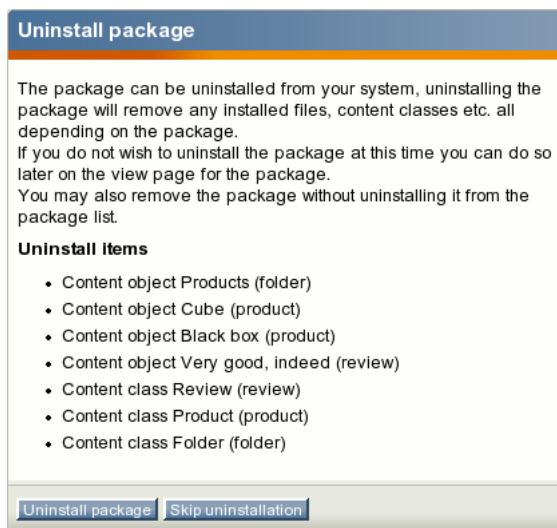 Uninstall package
The package can be uninstalled from your system, uninstalling the
package will remove any installed files, content classes etc. all
depending on the package.
If you do not wish to uninstall the package at this time you can do so
later on the view page for the package.
You may also remove the package without uninstalling it from the
package list.
Uninstall items
• Content object Products (folder)
• Content object Cube (product)
• Content object Black box (product)
• Content object Very good, indeed (review)
• Content class Review (review)
• Content class Product (product)
• Content class Folder (folder)
Uninstall package Skip uninstallation